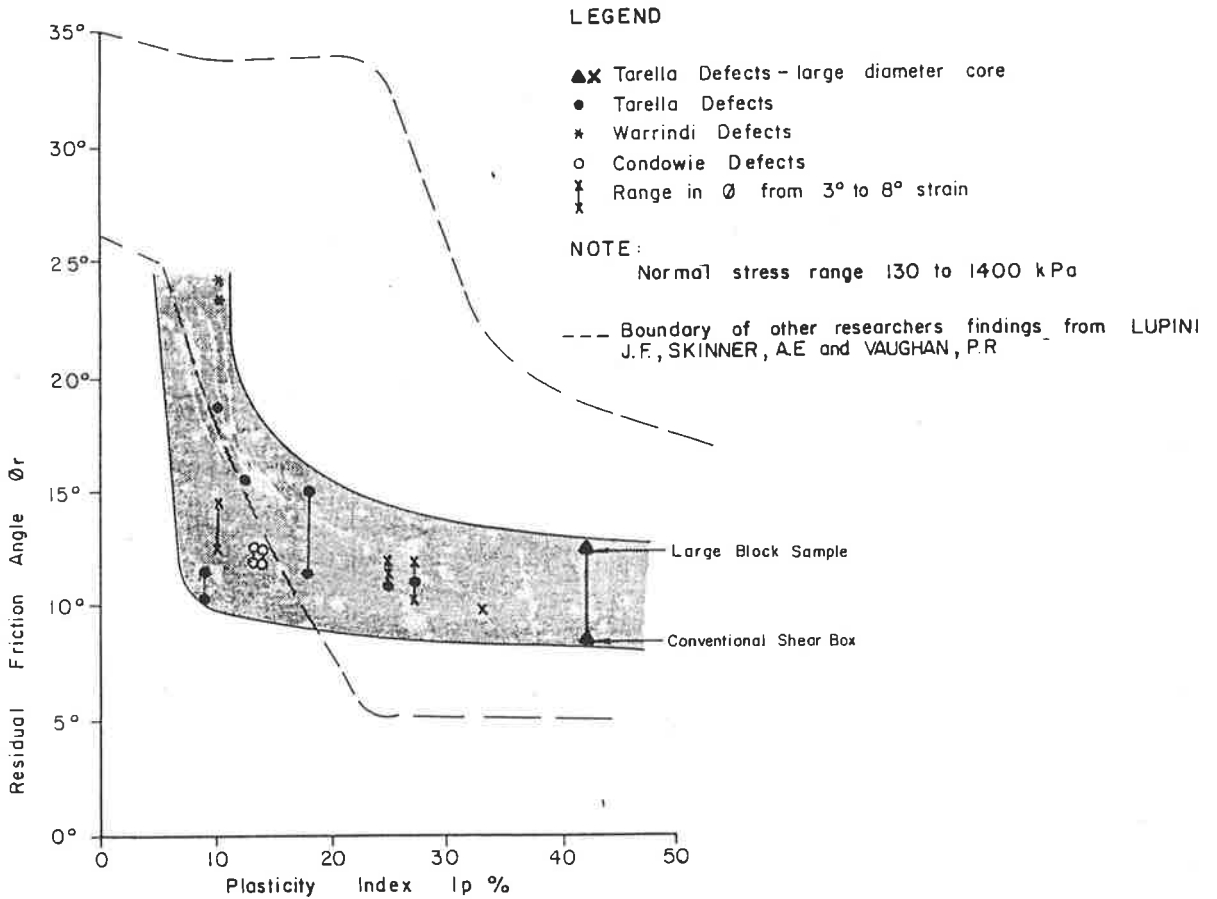 LEGEND
Tarella Defects - large diameter core
Tarella Defects
Warrindi Defects
Condowie Defects
Range in Ø from 3° to 8° strain
NOTE:
Normal stress range 130 to 1400 kPa
Boundary of other researchers findings from LUPINI
J.F., SKINNER, A.E and VAUGHAN, P.R
35°
30°
25°
20°
15°
10°
5°
0°
Residual Friction Angle Ør
Large Block Sample
Conventional Shear Box
0 10 20 30 40 50
Plasticity Index Ip %